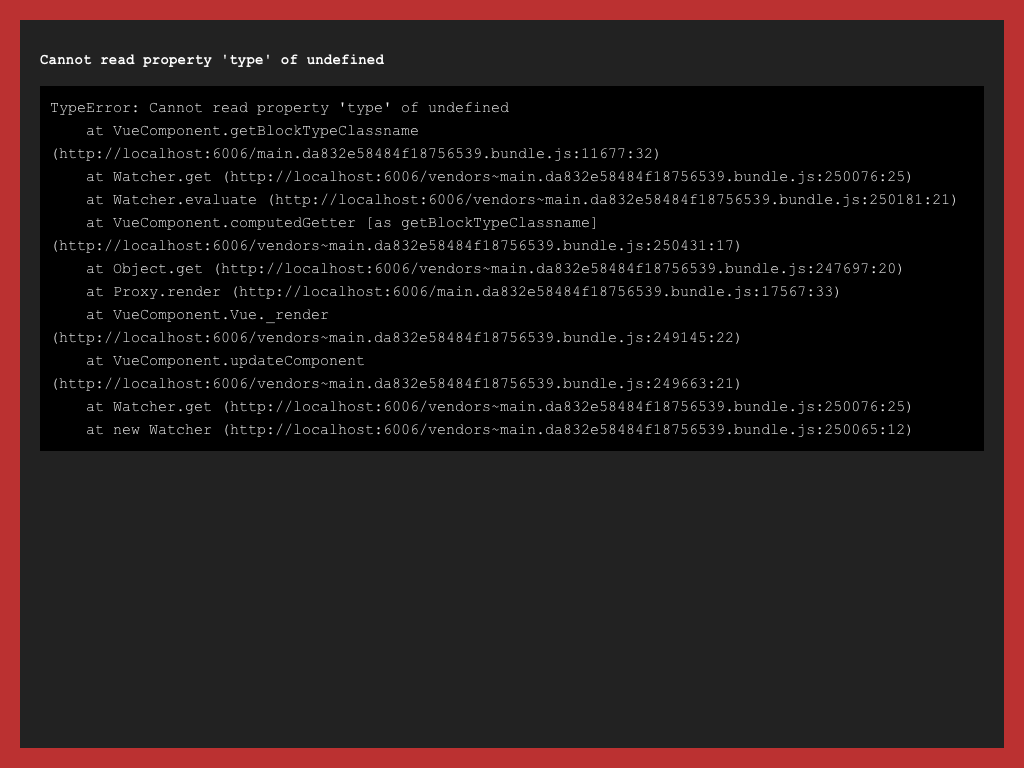 Cannot read property 'type' of undefined
TypeError: Cannot read property 'type' of undefined
    at VueComponent.getBlockTypeClassname
(http://localhost:6006/main.da832e58484f18756539.bundle.js:11677:32)
    at Watcher.get (http://localhost:6006/vendors~main.da832e58484f18756539.bundle.js:250076:25)
    at Watcher.evaluate (http://localhost:6006/vendors~main.da832e58484f18756539.bundle.js:250181:21)
    at VueComponent.computedGetter [as getBlockTypeClassname]
(http://localhost:6006/vendors~main.da832e58484f18756539.bundle.js:250431:17)
    at Object.get (http://localhost:6006/vendors~main.da832e58484f18756539.bundle.js:247697:20)
    at Proxy.render (http://localhost:6006/main.da832e58484f18756539.bundle.js:17567:33)
    at VueComponent.Vue._render
(http://localhost:6006/vendors~main.da832e58484f18756539.bundle.js:249145:22)
    at VueComponent.updateComponent
(http://localhost:6006/vendors~main.da832e58484f18756539.bundle.js:249663:21)
    at Watcher.get (http://localhost:6006/vendors~main.da832e58484f18756539.bundle.js:250076:25)
    at new Watcher (http://localhost:6006/vendors~main.da832e58484f18756539.bundle.js:250065:12)